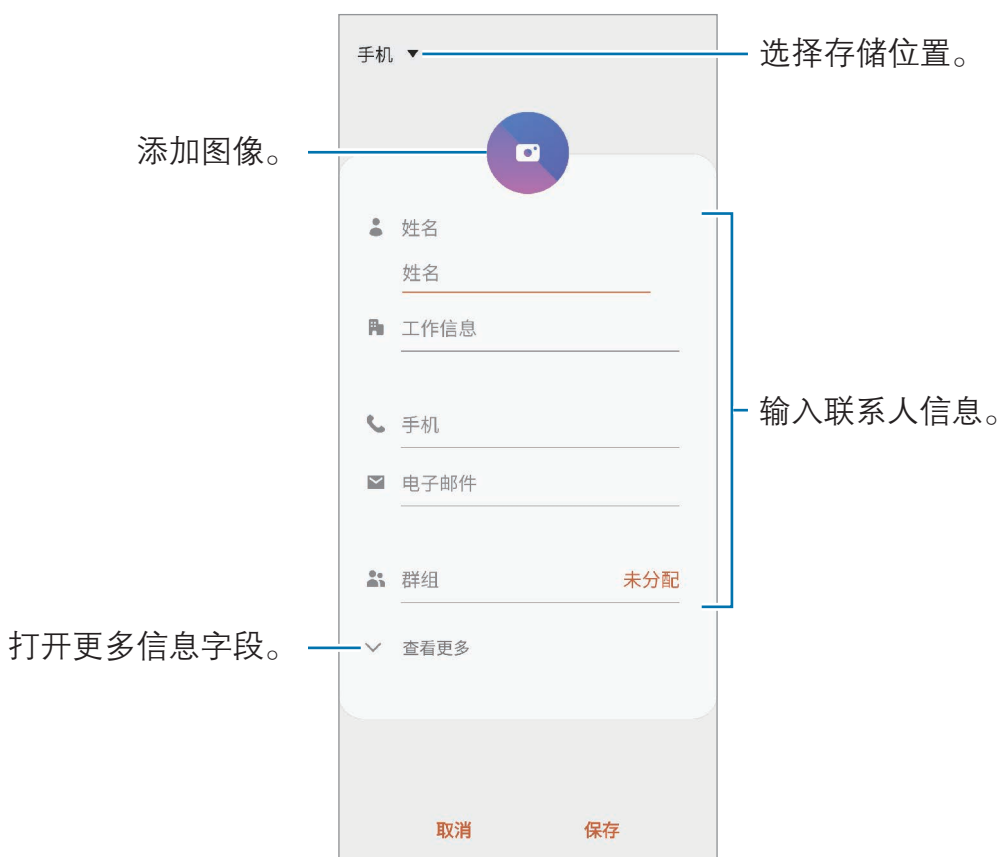 手机
选择存储位置。
添加图像。
姓名
姓名
工作信息
手机
输入联系人信息。
电子邮件
群组 未分配
打开更多信息字段。
查看更多
取消 保存